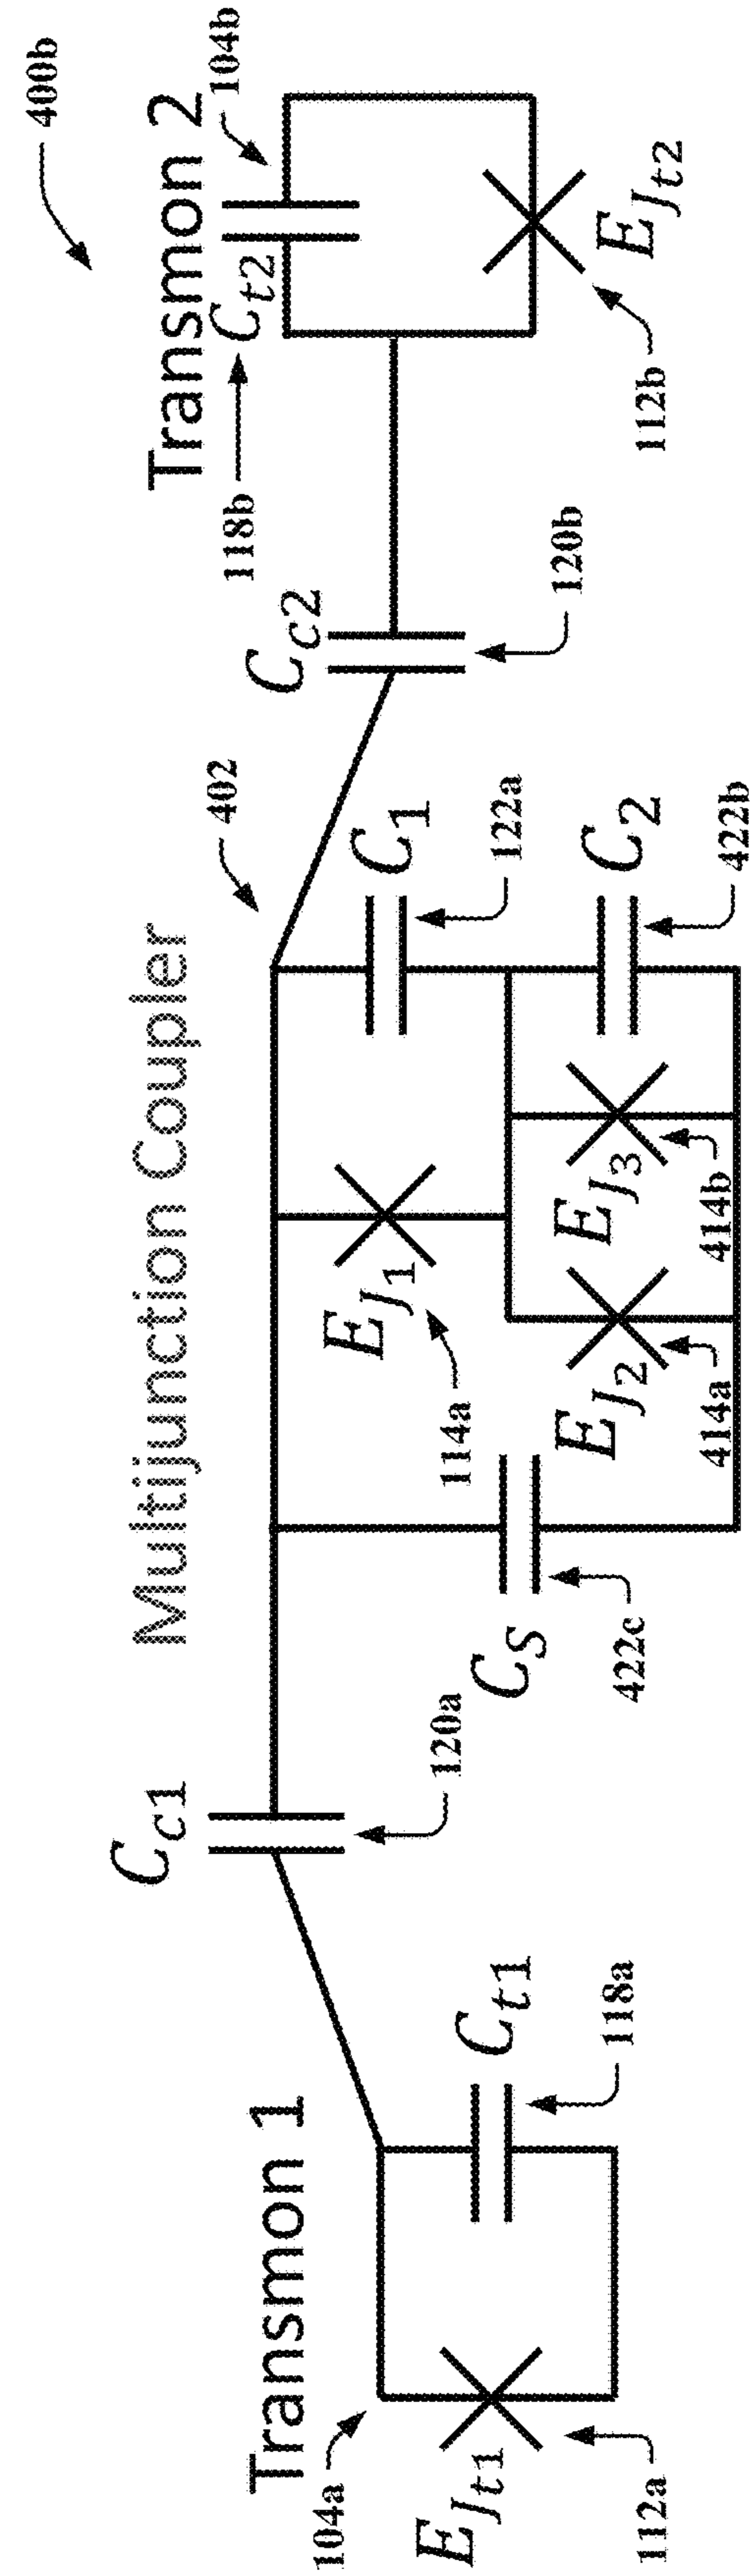 400b
Transmon 2
104b
C_{t2}
118b
E_{J_{t2}}
112b
C_{c2}
120b
402
Multijunction Coupler
C_1
122a
C_2
422b
E_{J_1}
114a
E_{J_3}
414b
E_{J_2}
414a
C_S
422c
C_{c1}
120a
Transmon 1
104a
C_{t1}
118a
E_{J_{t1}}
112a